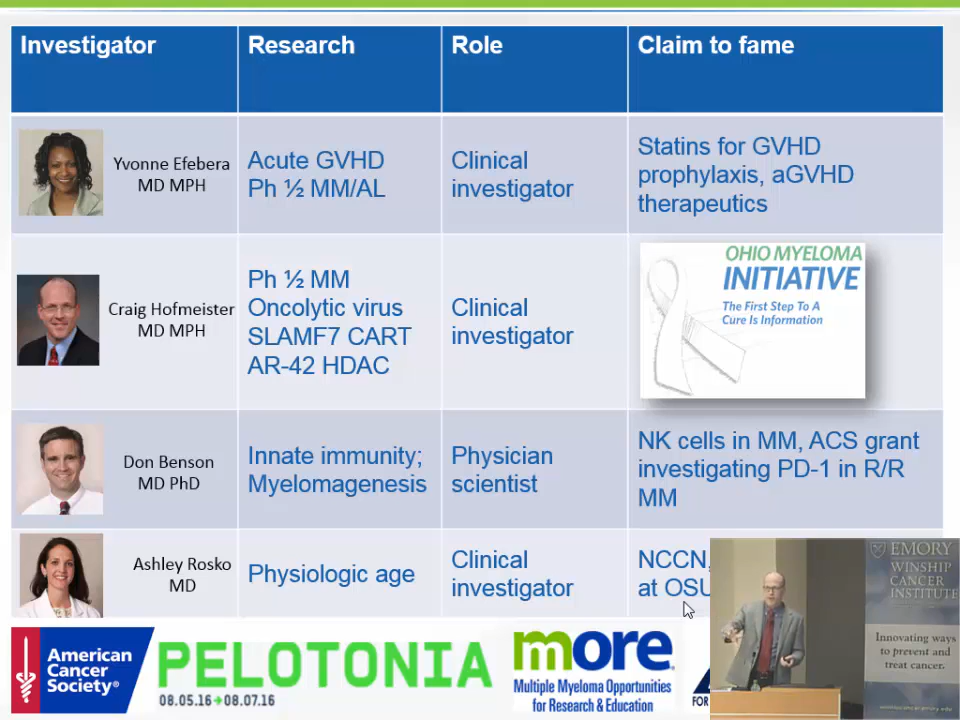 Investigator
Research
Role
Claim to fame
Yvonne Efebera
MD MPH
Acute GVHD
Ph ½ MM/AL
Clinical
investigator
Statins for GVHD
prophylaxis, aGVHD
therapeutics
Craig Hofmeister
MD MPH
Ph ½ MM
Oncolytic virus
SLAMF7 CART
AR-42 HDAC
Clinical
investigator
OHIO MYELOMA
INITIATIVE
The First Step To A
Cure Is Information
Don Benson
MD PhD
Innate immunity;
Myelomagenesis
Physician
scientist
NK cells in MM, ACS grant
investigating PD-1 in R/R
MM
Ashley Rosko
MD
Physiologic age
Clinical
investigator
NCCN,
at OSU
American
Cancer
Society®
PELOTONIA
08.05.16→08.07.16
more
Multiple Myeloma Opportunities
for Research & Education
FOR
EMORY
WINSHIP
CANCER
INSTITUTE
Innovating ways
to prevent and
treat cancer.